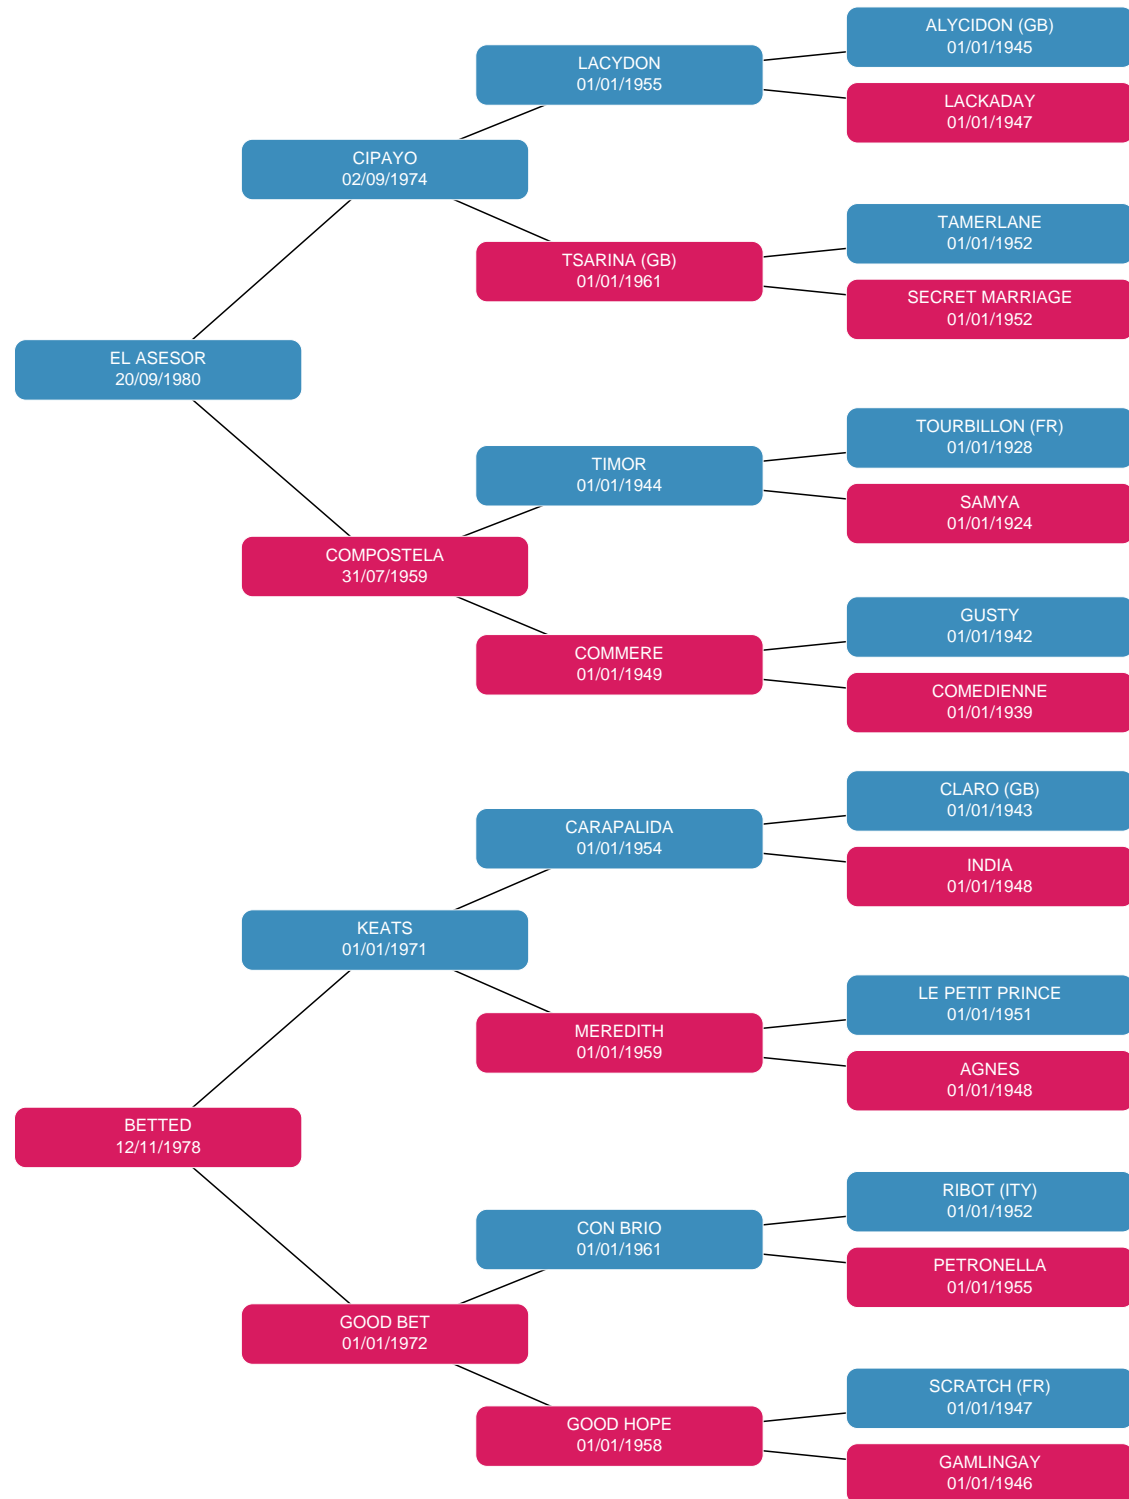 ALYCIDON (GB)
01/01/1945
LACYDON
01/01/1955
LACKADAY
01/01/1947
CIPAYO
02/09/1974
TAMERLANE
01/01/1952
TSARINA (GB)
01/01/1961
SECRET MARRIAGE
01/01/1952
EL ASESOR
20/09/1980
TOURBILLON (FR)
01/01/1928
TIMOR
01/01/1944
SAMYA
01/01/1924
COMPOSTELA
31/07/1959
GUSTY
01/01/1942
COMMERE
01/01/1949
COMEDIENNE
01/01/1939
CLARO (GB)
01/01/1943
CARAPALIDA
01/01/1954
INDIA
01/01/1948
KEATS
01/01/1971
LE PETIT PRINCE
01/01/1951
MEREDITH
01/01/1959
AGNES
01/01/1948
BETTED
12/11/1978
RIBOT (ITY)
01/01/1952
CON BRIO
01/01/1961
PETRONELLA
01/01/1955
GOOD BET
01/01/1972
SCRATCH (FR)
01/01/1947
GOOD HOPE
01/01/1958
GAMLINGAY
01/01/1946